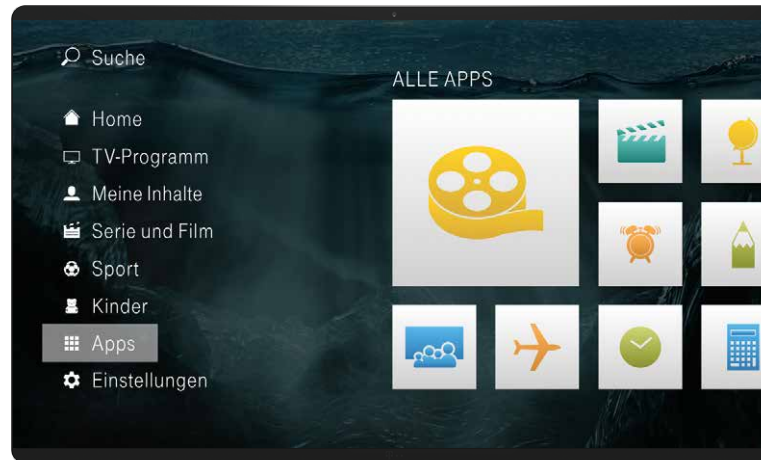 Suche
ALLE APPS
Home
TV-Programm
Meine Inhalte
Serie und Film
Sport
Kinder
Apps
Einstellungen